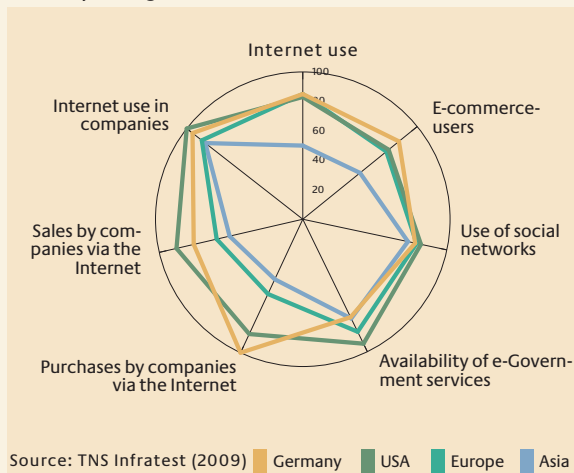 Internet use
100
80
60
40
20
E-commerce-
users
Use of social
networks
Availability of e-Govern-
ment services
Purchases by companies
via the Internet
Sales by com-
panies via the
Internet
Internet use in
companies
Source: TNS Infratest (2009) Germany USA Europe Asia